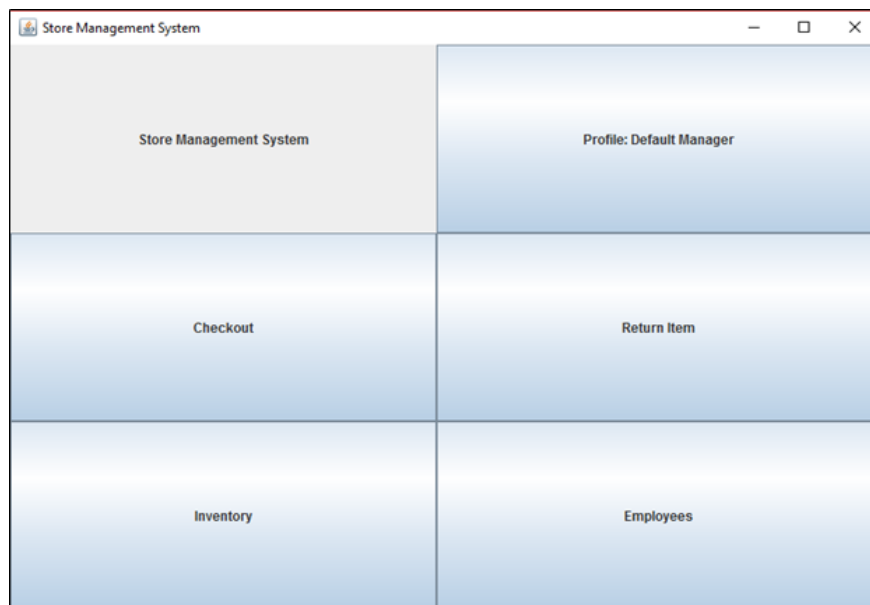 Store Management System
Store Management System
Profile: Default Manager
Checkout
Return Item
Inventory
Employees